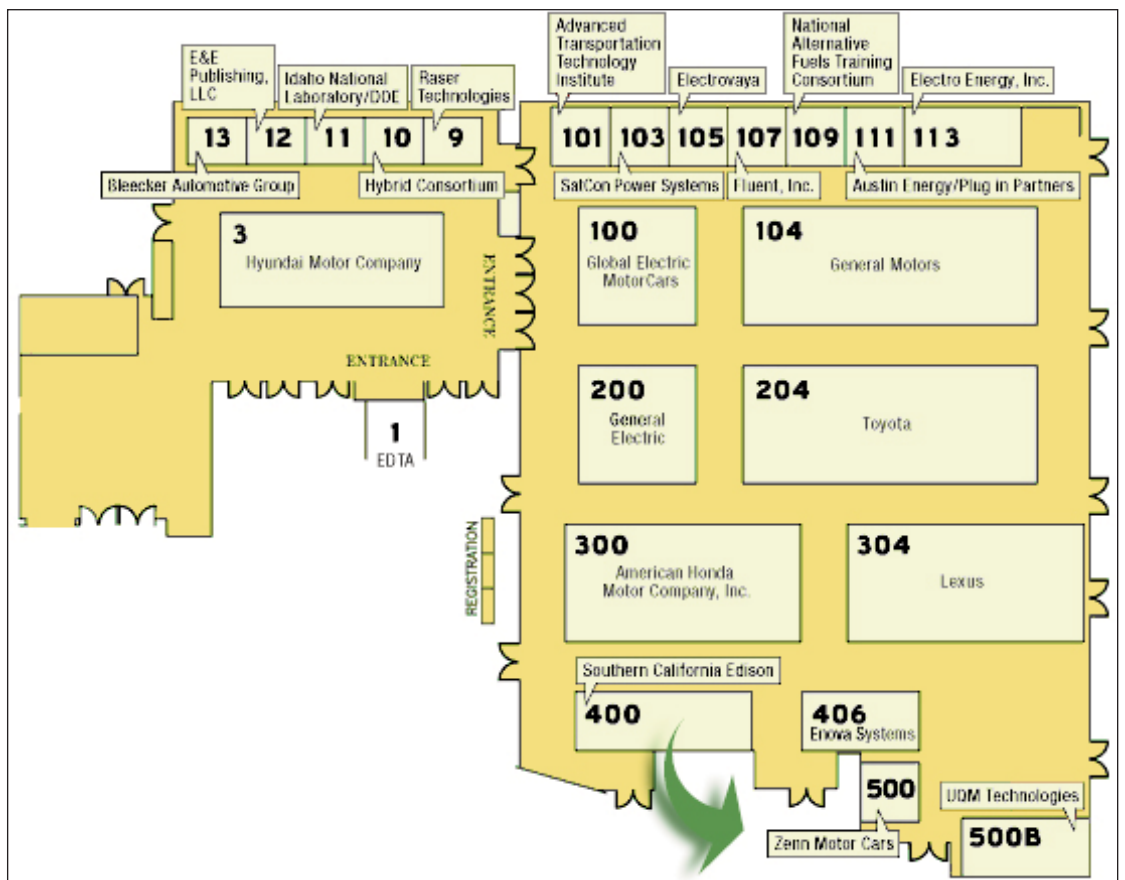 E&E
Publishing,
LLC
Idaho National
Laboratory/DOE
Raser
Technologies
Advanced
Transportation
Technology
Institute
Electrovaya
National
Alternative
Fuels Training
Consortium
Electro Energy, Inc.
13
12
11
10
9
101
103
105
107
109
111
113
Bleecker Automotive Group
Hybrid Consortium
SatCon Power Systems
Fluent, Inc.
Austin Energy/Plug in Partners
3
Hyundai Motor Company
ENTRANCE
100
Global Electric
MotorCars
104
General Motors
ENTRANCE
1
EDTA
200
General
Electric
204
Toyota
REGISTRATION
300
American Honda
Motor Company, Inc.
304
Lexus
Southern California Edison
400
406
Enova Systems
500
Zenn Motor Cars
UQM Technologies
500B